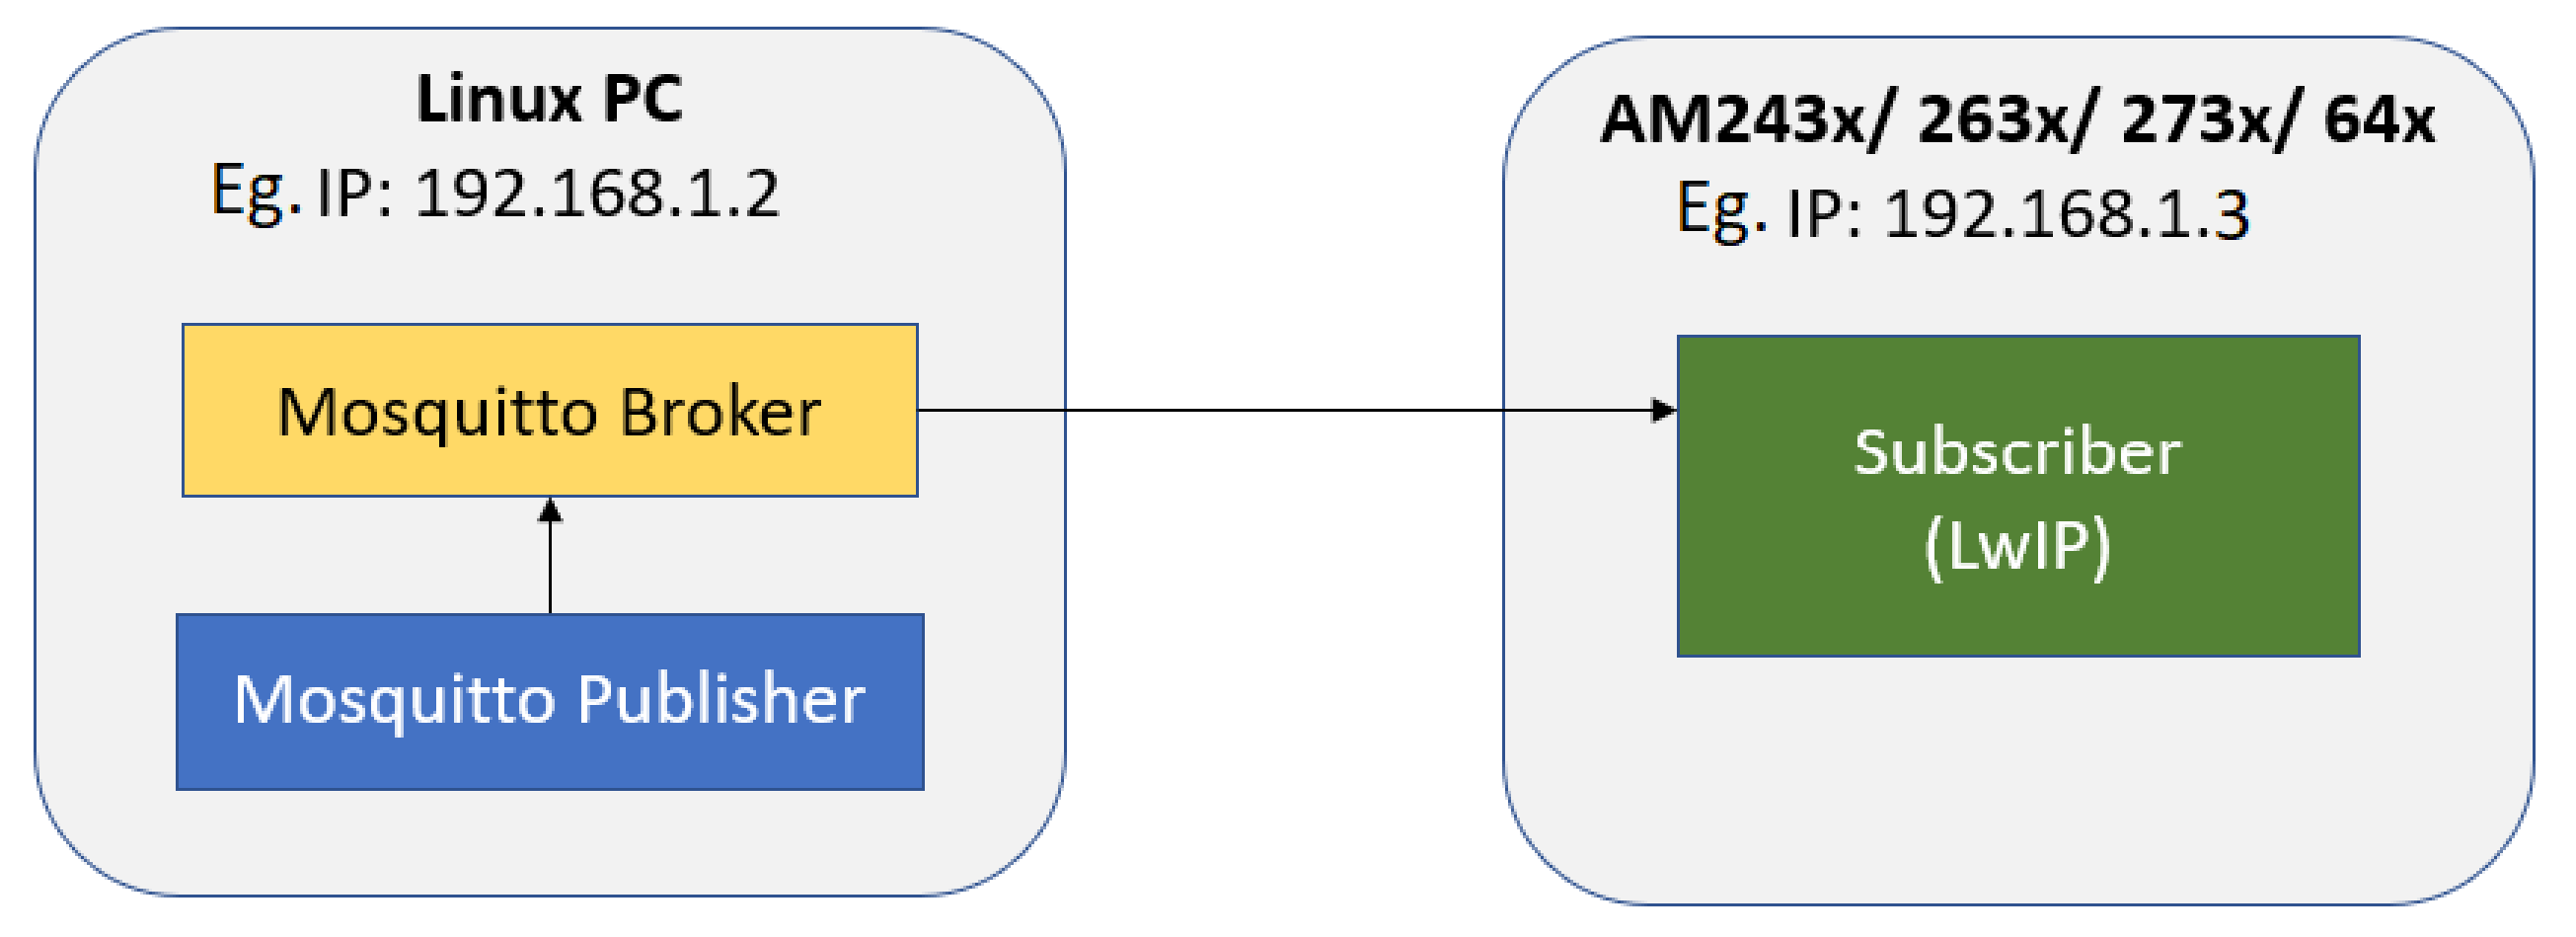 Linux PC
Eg. IP: 192.168.1.2
Mosquitto Broker
Mosquitto Publisher
AM243x/ 263x/ 273x/ 64x
Eg. IP: 192.168.1.3
Subscriber
(LwIP)